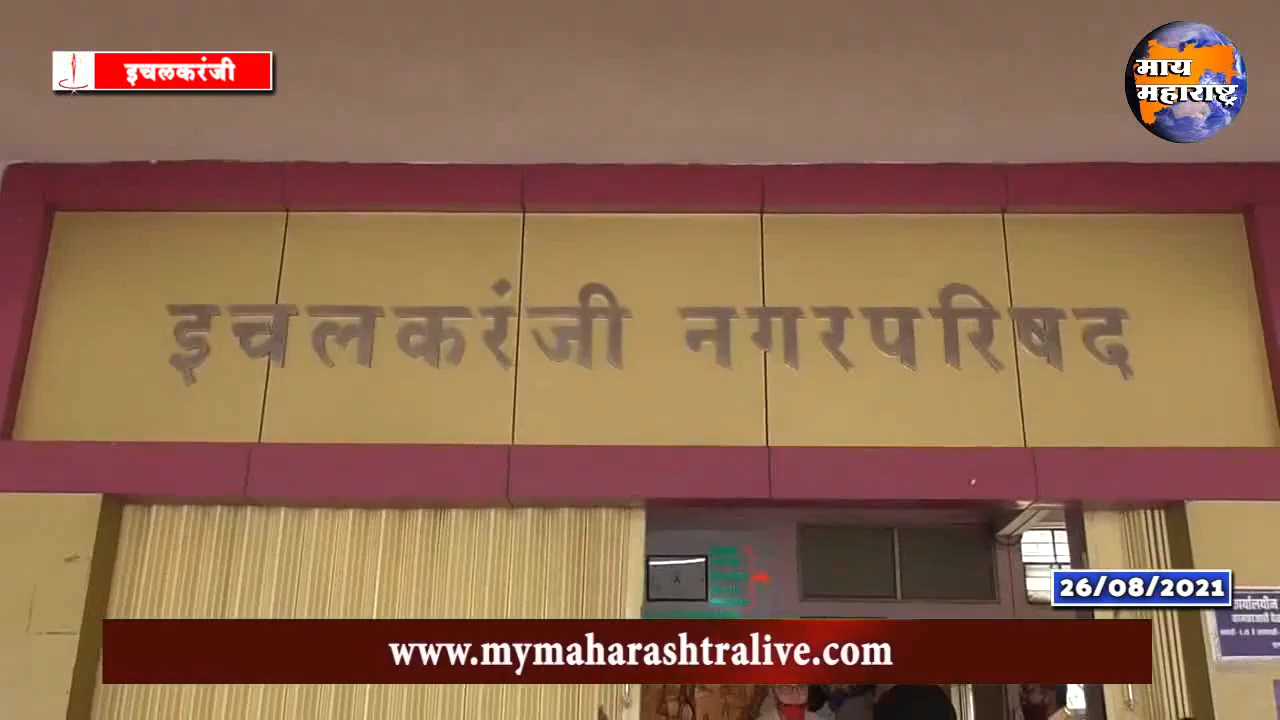 इचलकरंजी
माय
महाराष्ट्र
इचलकरंजी नगरपरिषद
26/08/2021
www.mymaharashtralive.com